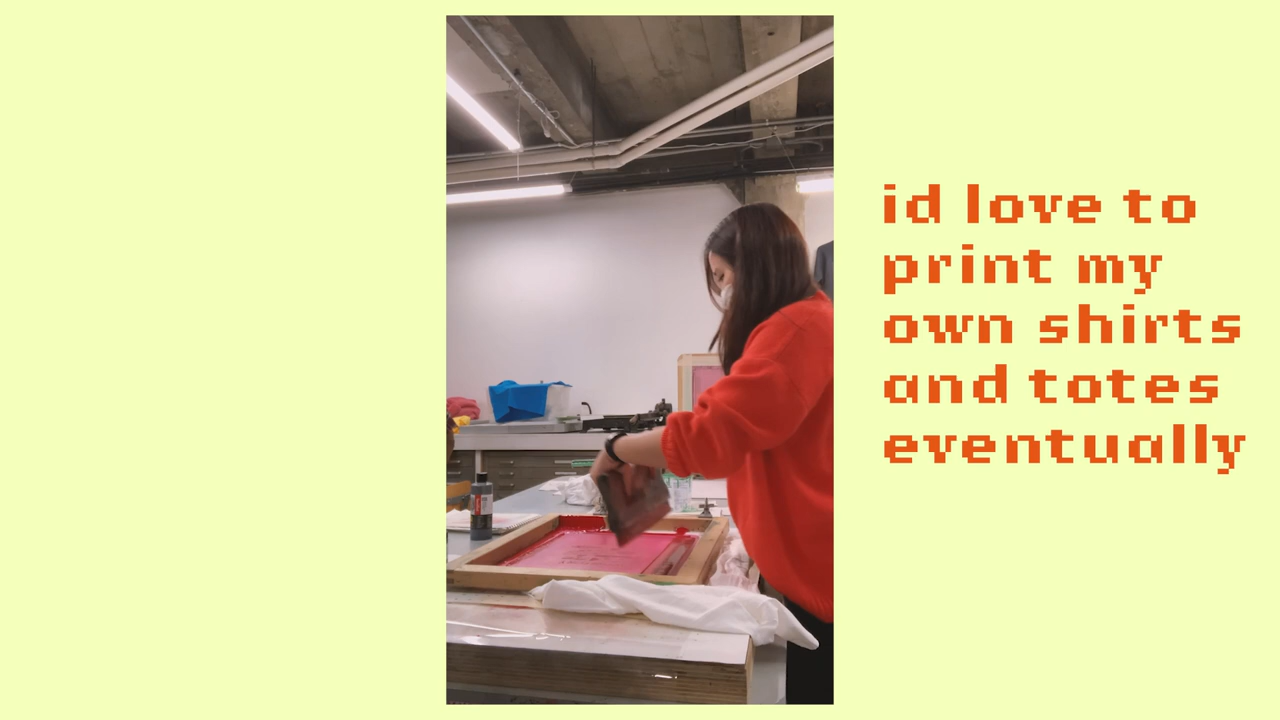 id love to
print my
own shirts
and totes
eventually